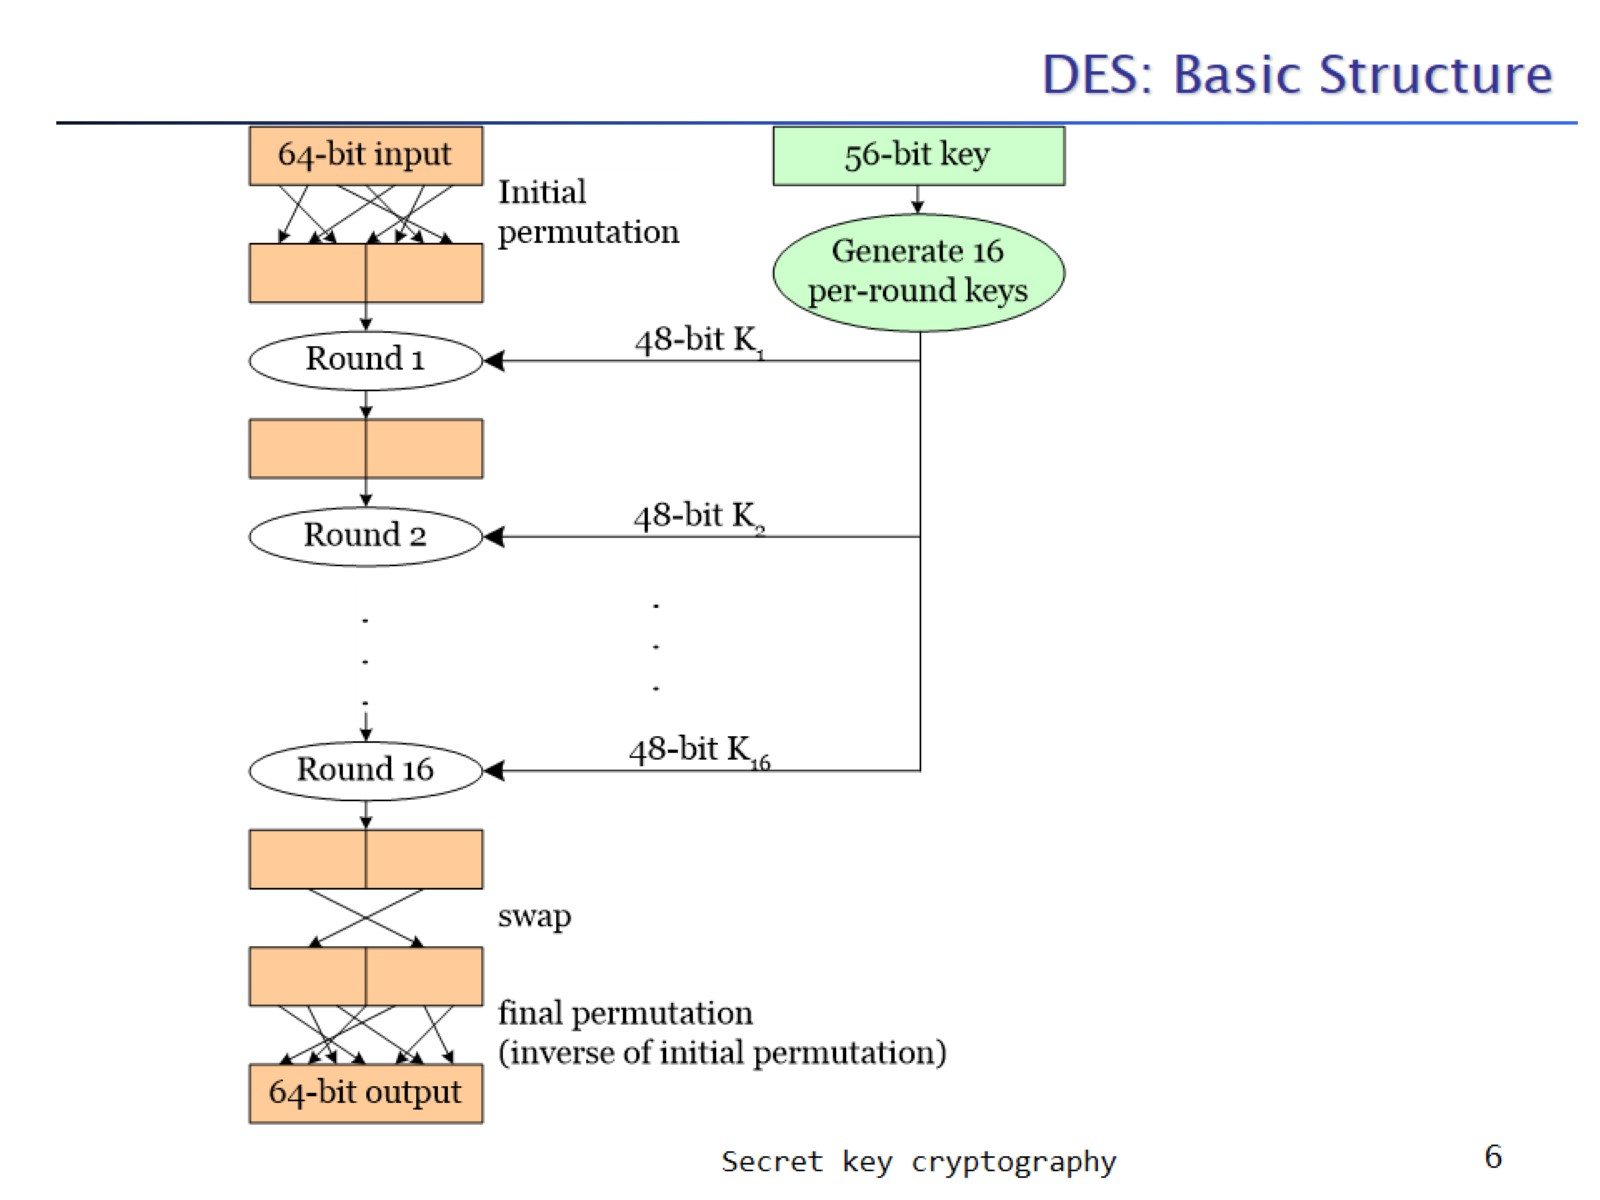 DES: Basic Structure
64-bit input
56-bit key
Initial
permutation
Generate 16
per-round keys
48-bit K₁
Round 1
48-bit K₂
Round 2
48-bit K₁₆
Round 16
swap
final permutation
(inverse of initial permutation)
64-bit output
Secret key cryptography
6